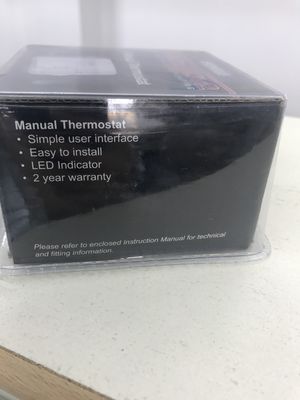 Manual Thermostat
• Simple user interface
• Easy to install
• LED Indicator
• 2 year warranty
Please refer to enclosed Instruction Manual for technical
and fitting information.